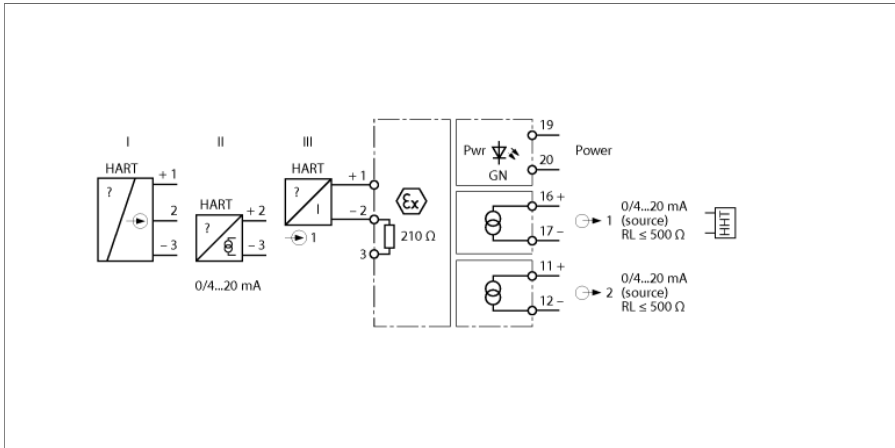 I
II
III
HART
? 
+ 1
2
– 3
HART
?
+ 2
– 3
0/4...20 mA
HART
?
I
+ 1
– 2
1
3
εx
210 Ω
Pwr
GN
19
20
Power
16 +
17 –
1
0/4...20 mA
(source)
RL ≤ 500 Ω
HHT
11 +
12 –
2
0/4...20 mA
(source)
RL ≤ 500 Ω